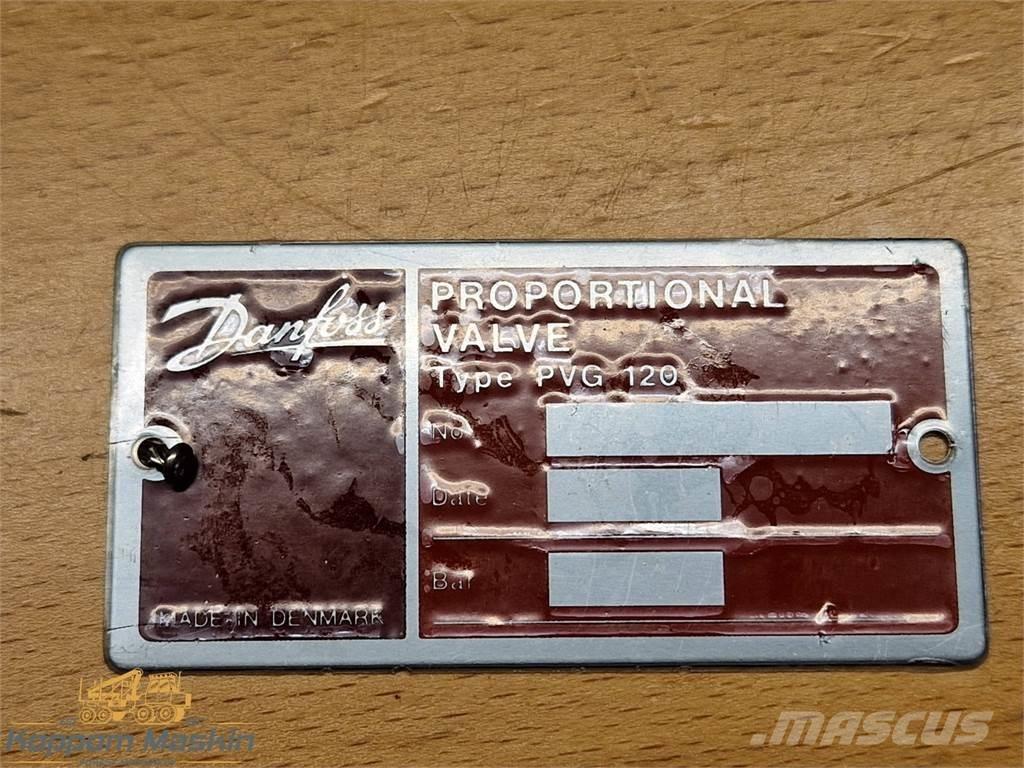 Danfoss
MADE IN DENMARK
PROPORTIONAL
VALVE
Type PVG 120
No
Date
Bar
Kopparn Maskin
MASCUS